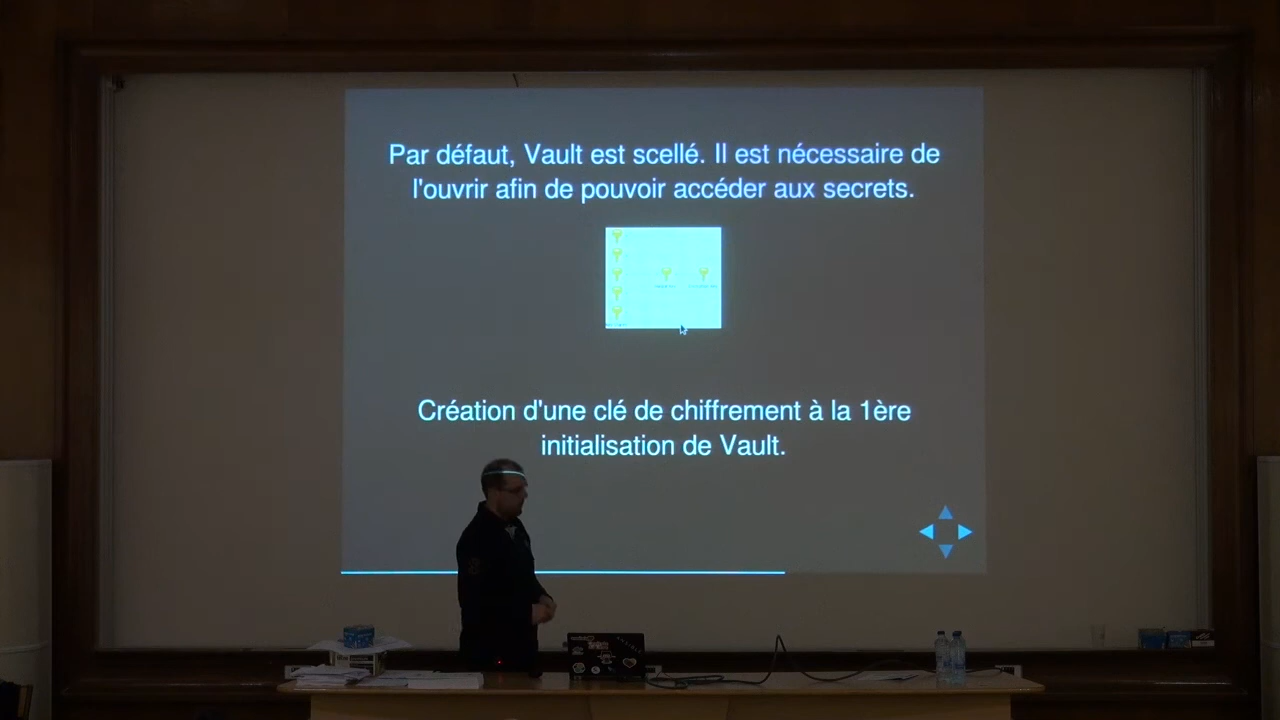 Par défaut, Vault est scellé. Il est nécessaire de
l'ouvrir afin de pouvoir accéder aux secrets.
Création d'une clé de chiffrement à la 1ère
initialisation de Vault.